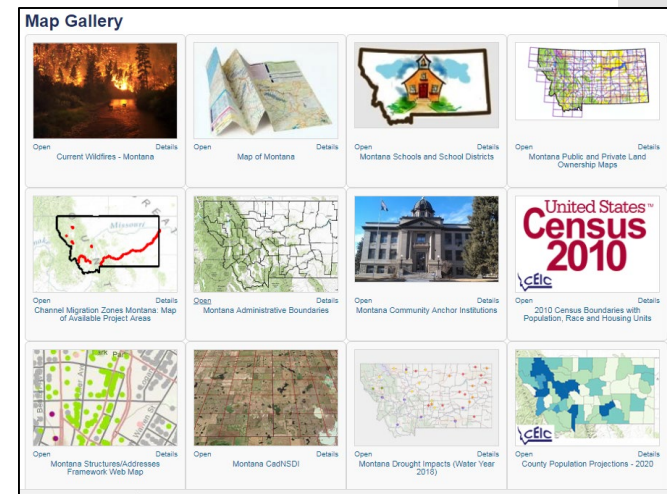 Map Gallery
Open Details Open Details Open Details Open Details
Current Wildfires - Montana
Map of Montana
Montana Schools and School Districts
Montana Public and Private Land
Ownership Maps
Missouri
GREAT
United States™
Census
2010
CEIC
Open Details Open Details Open Details Open Details
Channel Migration Zones Montana: Map
of Available Project Areas
Montana Administrative Boundaries
Montana Community Anchor Institutions
2010 Census Boundaries with
Population, Race and Housing Units
Park
CEIC
Open Details Open Details Open Details Open Details
Montana Structures/Addresses
Framework Web Map
Montana CadNSDI
Montana Drought Impacts (Water Year
2018)
County Population Projections - 2020